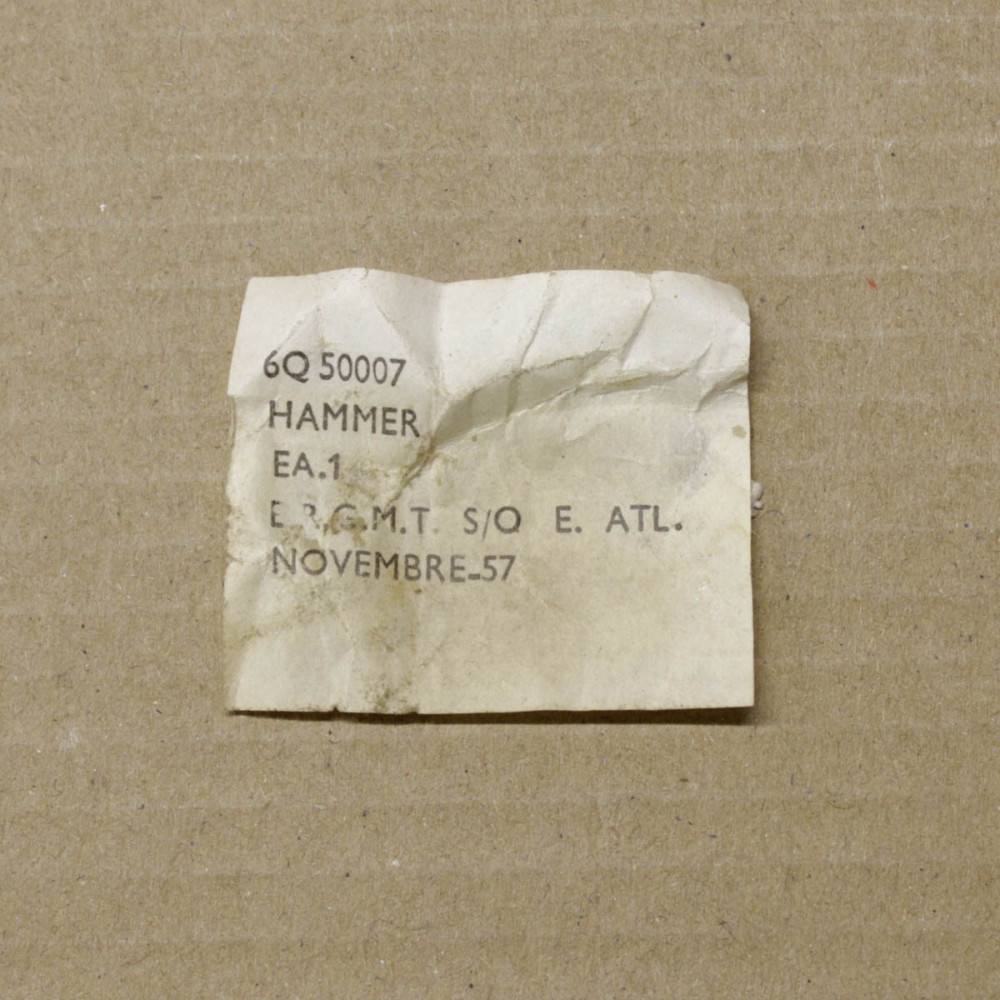 6Q 50007
HAMMER
EA.1
E.R.G.M.T. S/O E. ATL.
NOVEMBRE-57